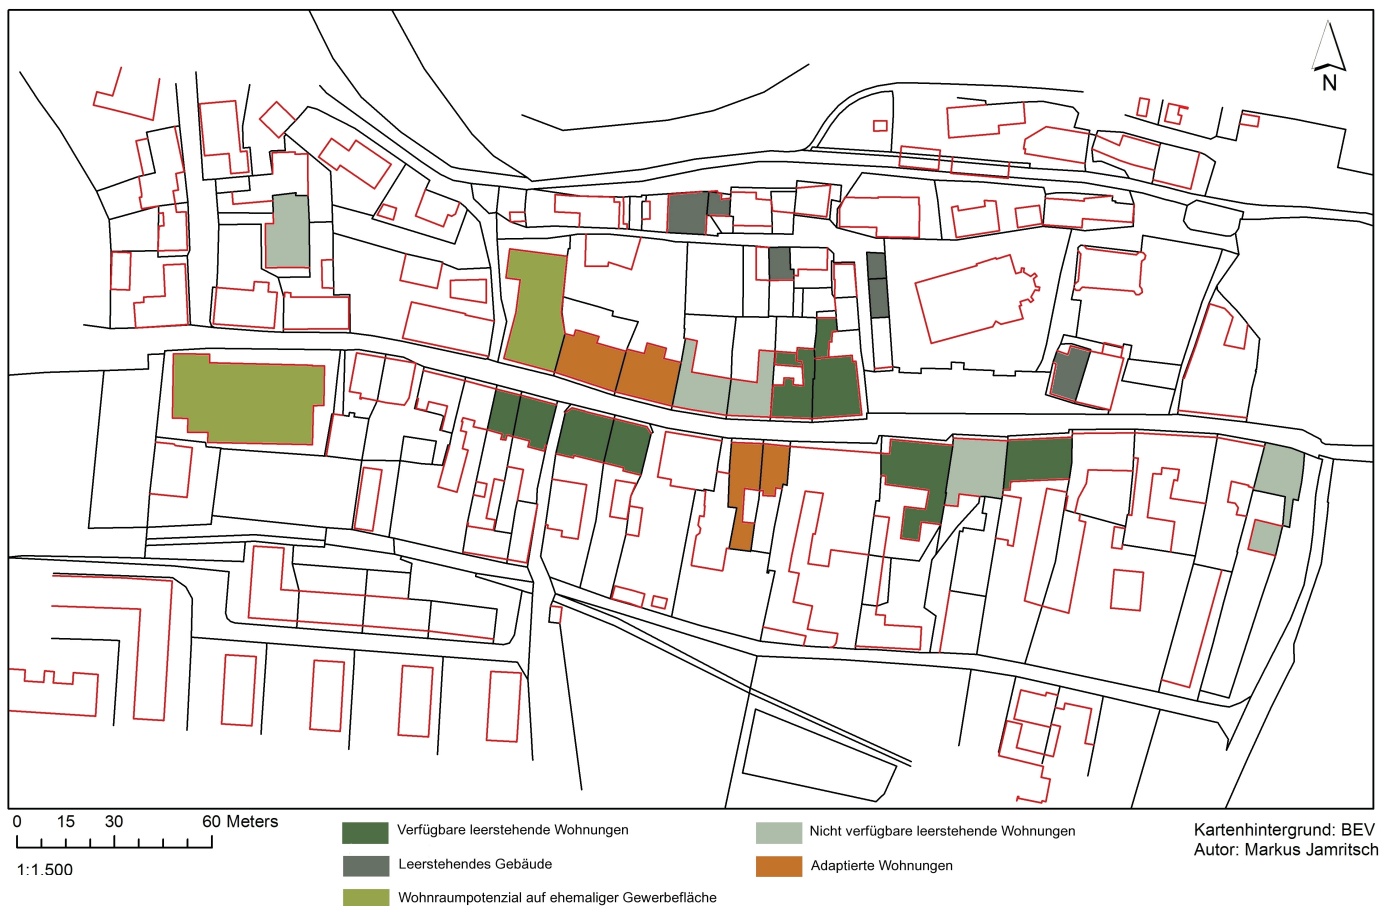 N
0 15 30 60 Meters
1:1.500
Verfügbare leerstehende Wohnungen
Leerstehendes Gebäude
Wohnraumpotenzial auf ehemaliger Gewerbefläche
Nicht verfügbare leerstehende Wohnungen
Adaptierte Wohnungen
Kartenhintergrund: BEV
Autor: Markus Jamritsch